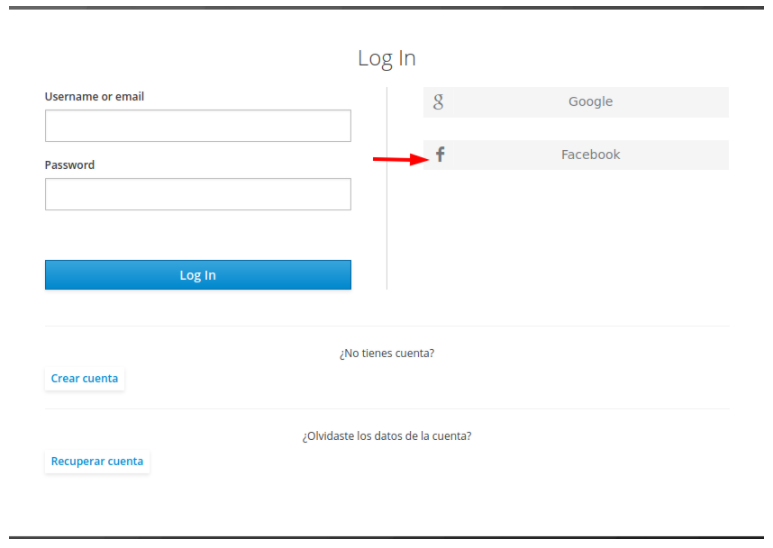 Log In
Username or email
Password
Log In
Google
Facebook
¿No tienes cuenta?
Crear cuenta
¿Olvidaste los datos de la cuenta?
Recuperar cuenta